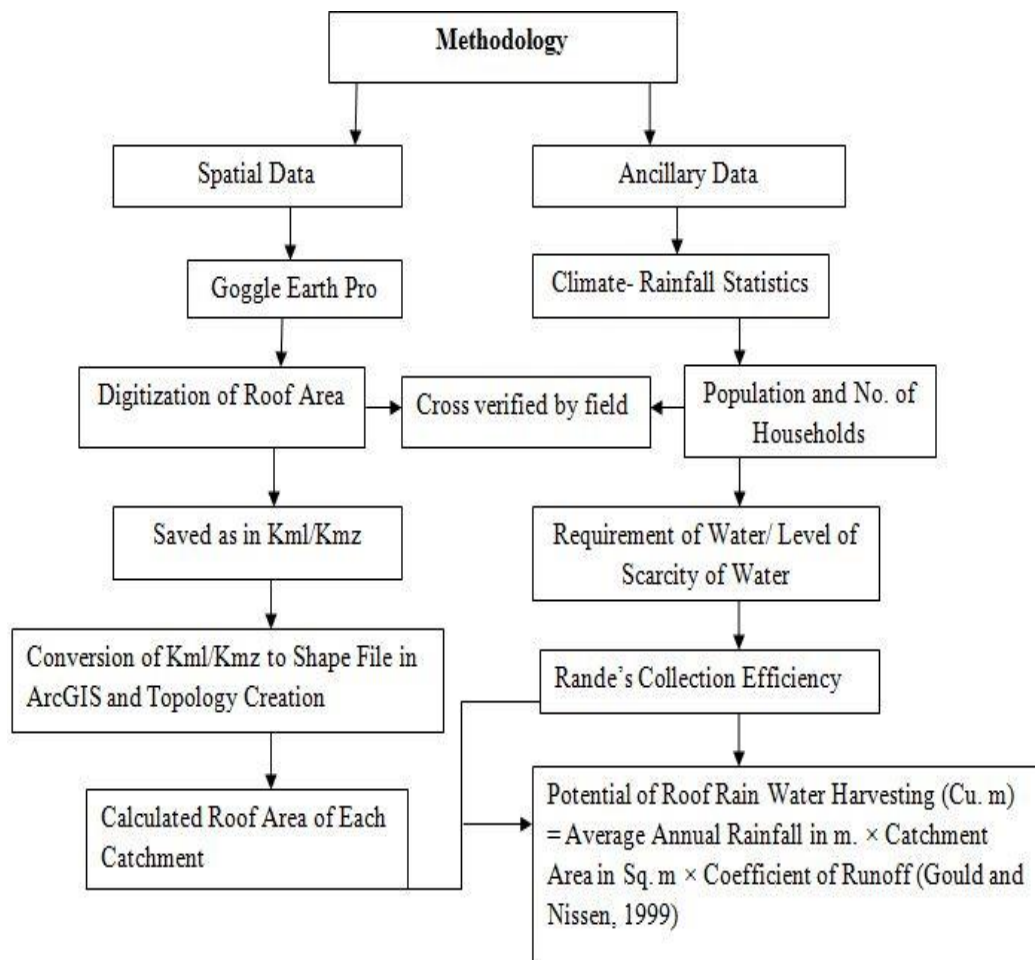 Methodology
Spatial Data
Ancillary Data
Goggle Earth Pro
Climate- Rainfall Statistics
Digitization of Roof Area
Cross verified by field
Population and No. of
Households
Saved as in Kml/Kmz
Requirement of Water/ Level of
Scarcity of Water
Conversion of Kml/Kmz to Shape File in
ArcGIS and Topology Creation
Rande's Collection Efficiency
Calculated Roof Area of Each
Catchment
Potential of Roof Rain Water Harvesting (Cu. m)
= Average Annual Rainfall in m. × Catchment
Area in Sq. m × Coefficient of Runoff (Gould and
Nissen, 1999)